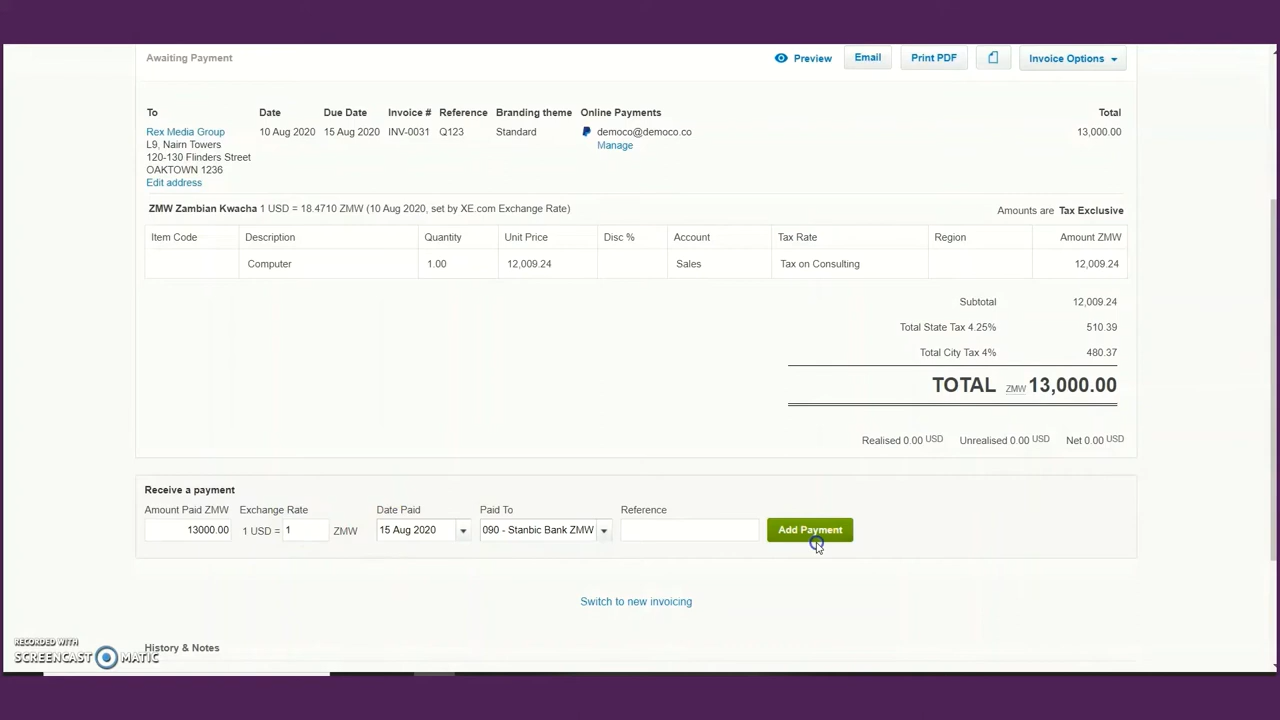 Awaiting Payment Preview Email Print PDF Invoice Options
To Date Due Date Invoice # Reference Branding theme Online Payments Total
Rex Media Group 10 Aug 2020 15 Aug 2020 INV-0031 Q123 Standard democo@democo.co 13,000.00
L9, Nairn Towers Manage
120-130 Flinders Street
OAKTOWN 1236
Edit address
ZMW Zambian Kwacha 1 USD = 18.4710 ZMW (10 Aug 2020, set by XE.com Exchange Rate) Amounts are Tax Exclusive
Item Code Description Quantity Unit Price Disc % Account Tax Rate Region Amount ZMW
Computer 1.00 12,009.24 Sales Tax on Consulting 12,009.24
Subtotal 12,009.24
Total State Tax 4.25% 510.39
Total City Tax 4% 480.37
TOTAL ZMW 13,000.00
Realised 0.00 USD Unrealised 0.00 USD Net 0.00 USD
Receive a payment
Amount Paid ZMW Exchange Rate Date Paid Paid To Reference
13000.00 1 USD = 1 ZMW 15 Aug 2020 090 - Stanbic Bank ZMW Add Payment
Switch to new invoicing
RECORDED WITH
SCREENCAST MATIC
History & Notes